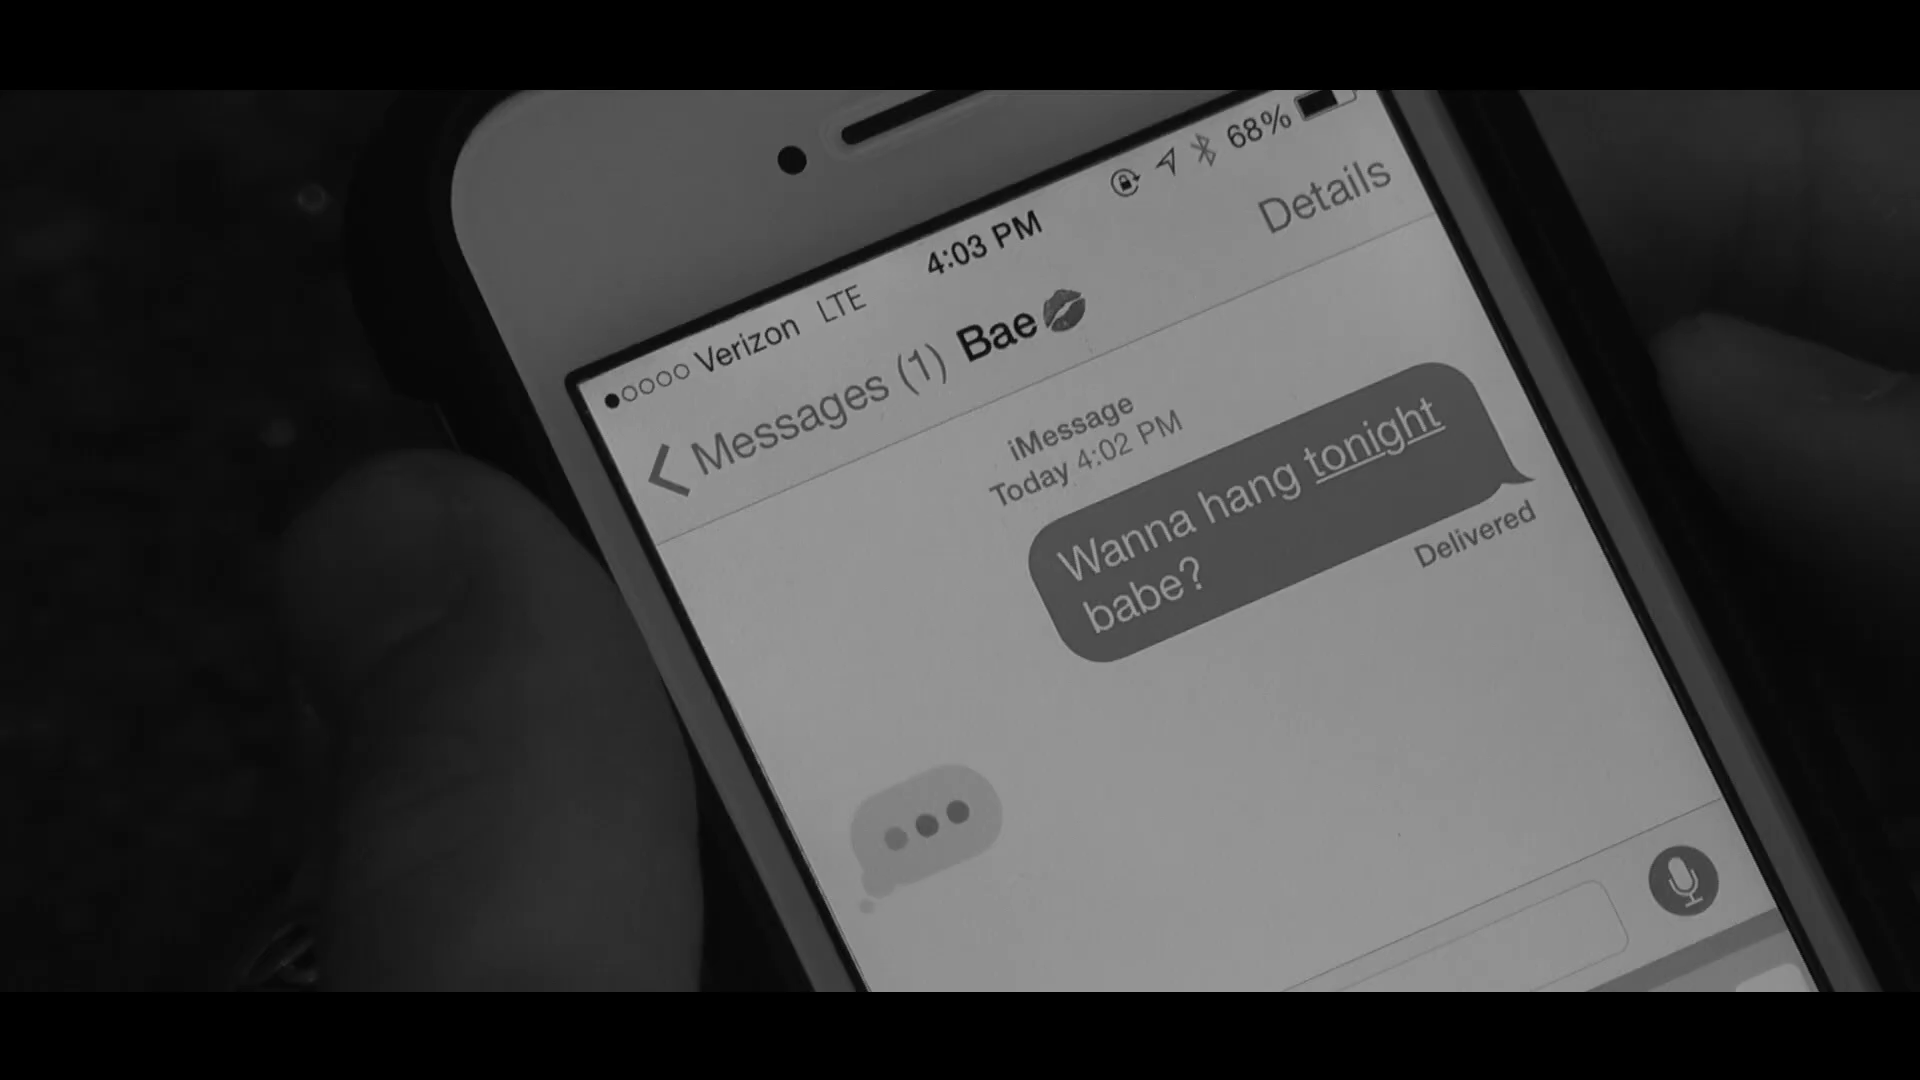 Verizon LTE 4:03 PM 68%
Messages (1) Bae💋 Details
iMessage
Today 4:02 PM
Wanna hang tonight
babe?
Delivered